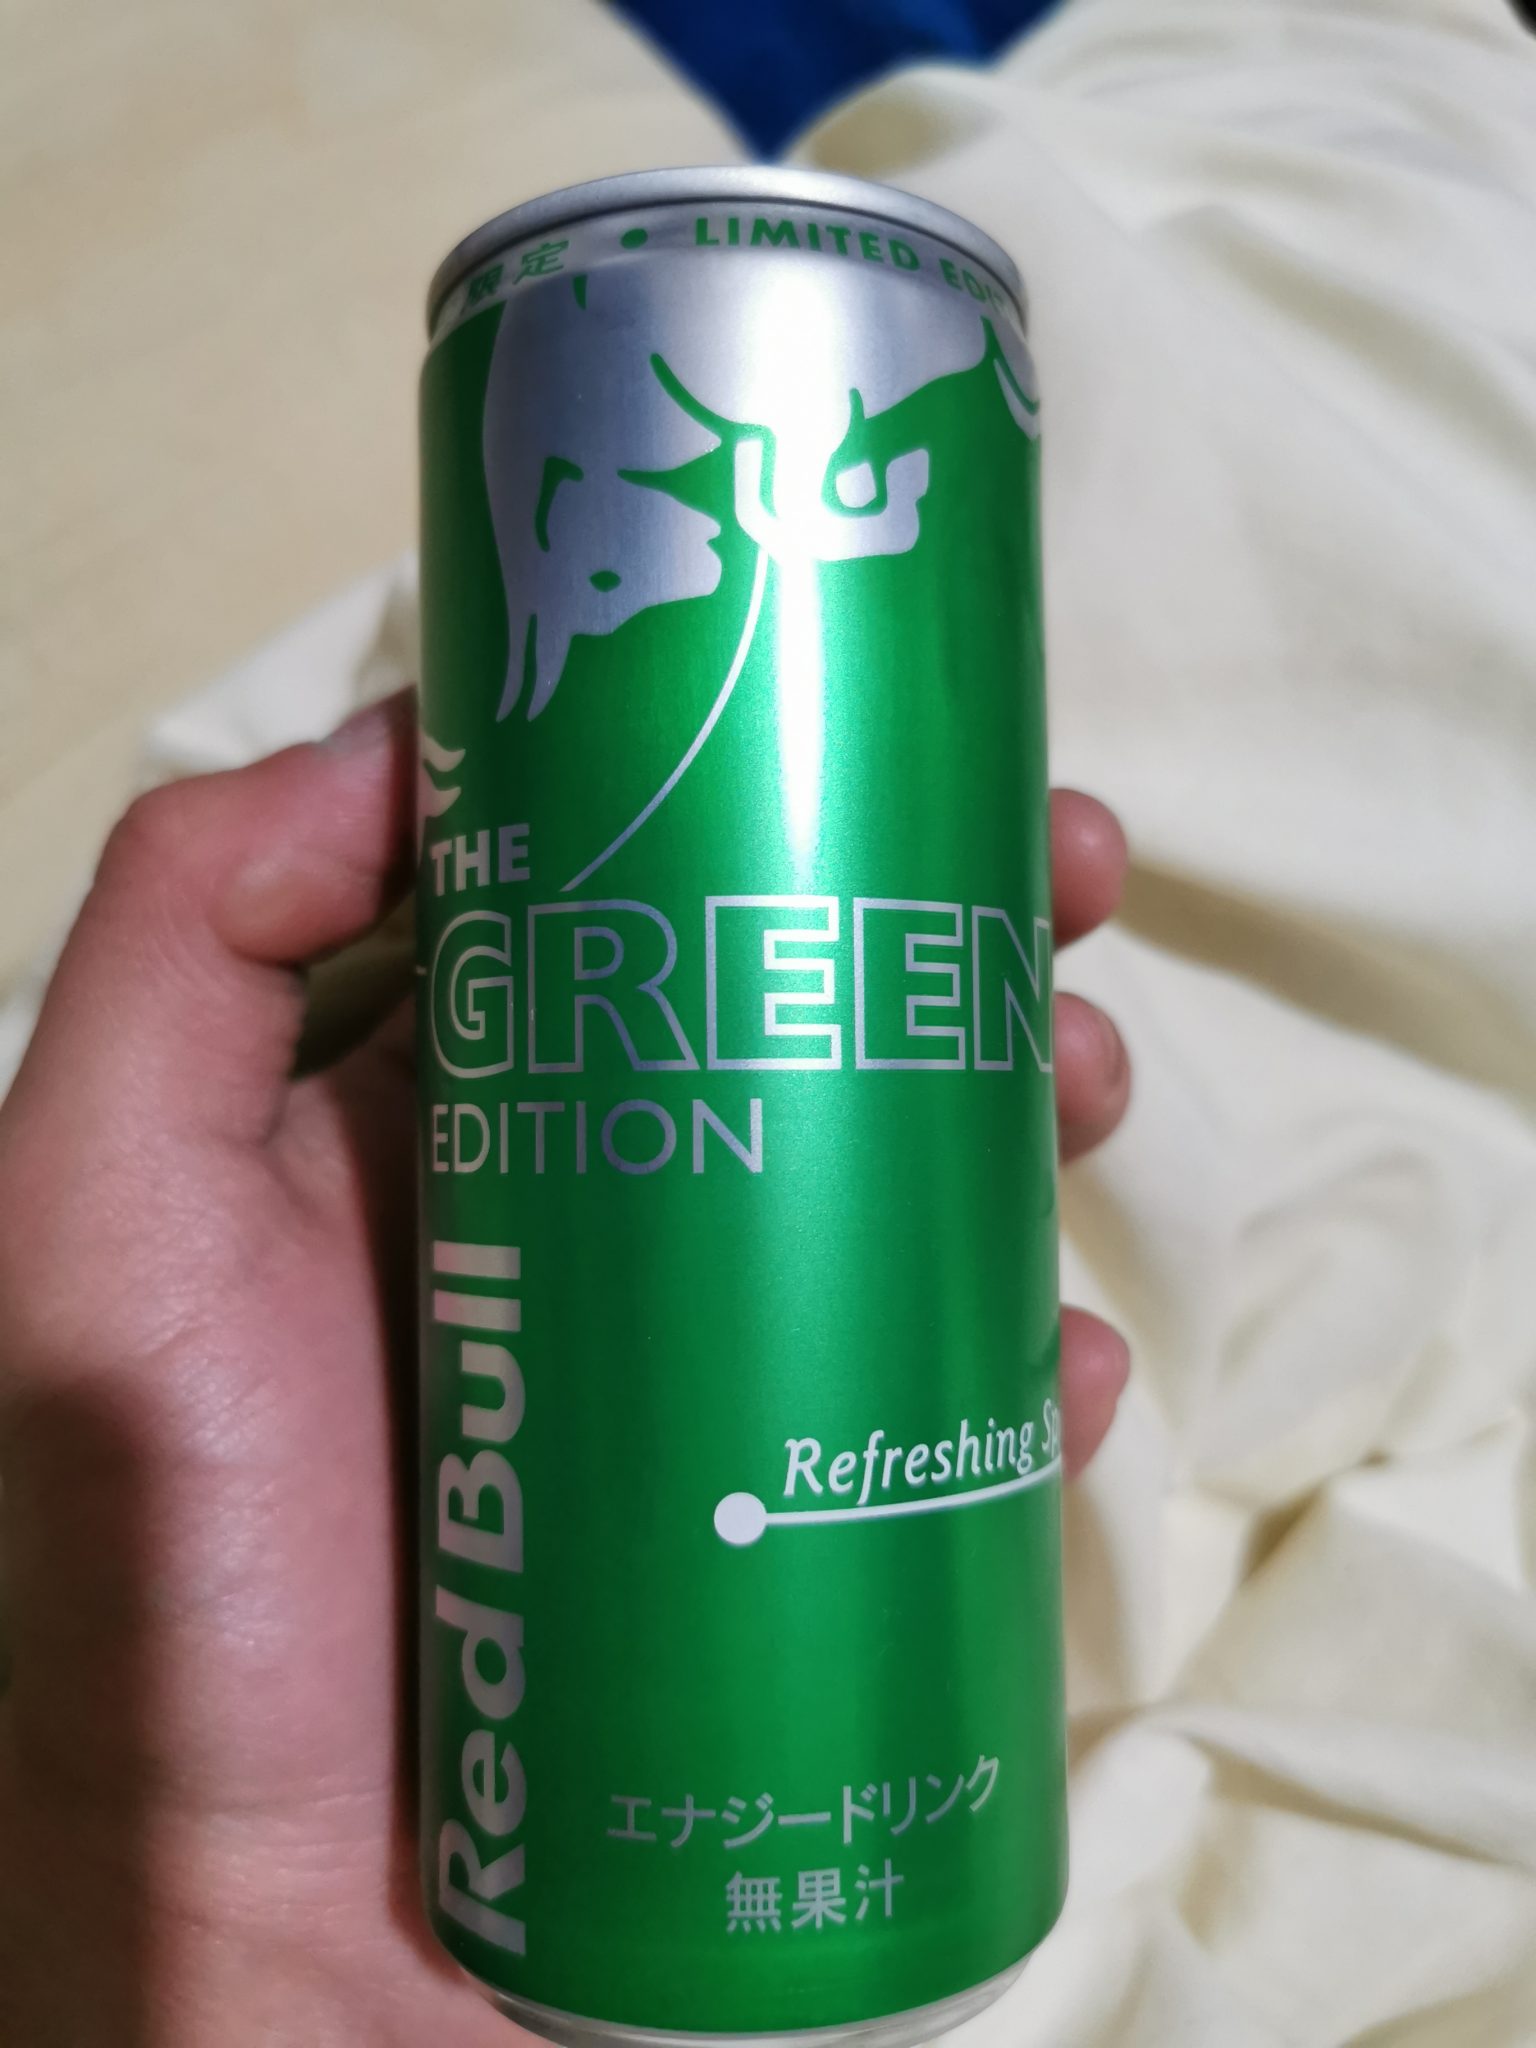 限定 • LIMITED
THE
GREEN
EDITION
Red Bull
Refreshing
エナジードリンク
無果汁